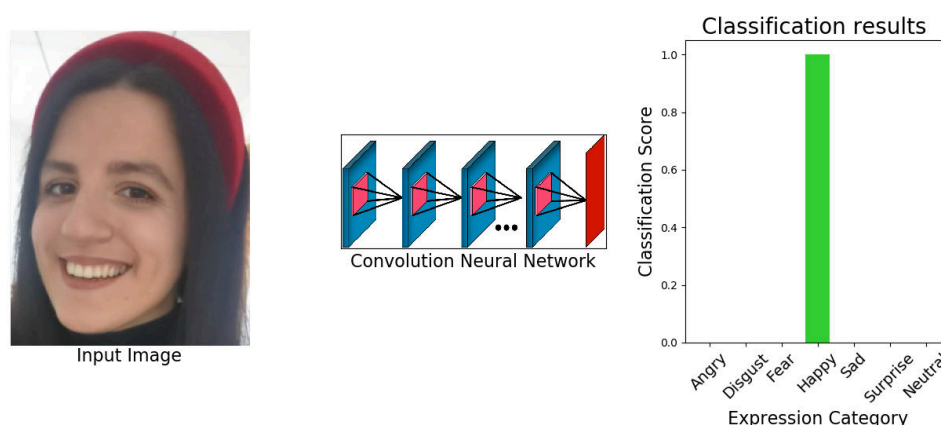 Input Image
Convolution Neural Network
Classification results
Classification Score
1.0
0.8
0.6
0.4
0.2
0.0
Angry
Disgust
Fear
Happy
Sad
Surprise
Neutral
Expression Category